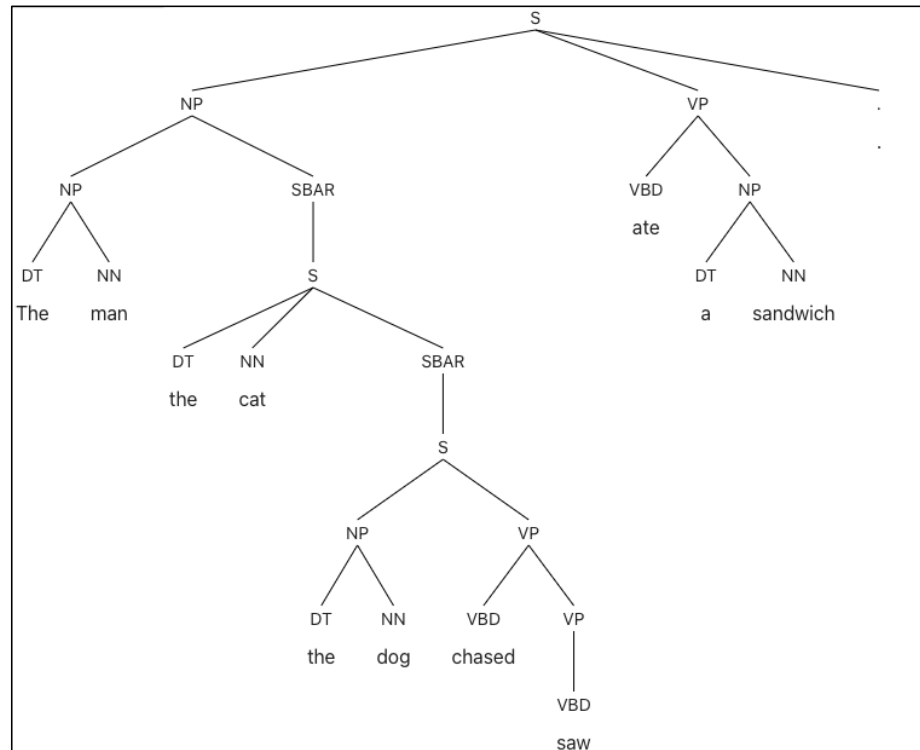 S
NP VP .
.
NP SBAR VBD NP
ate
DT NN S DT NN
The man a sandwich
DT NN SBAR
the cat
S
NP VP
DT NN VBD VP
the dog chased
VBD
saw